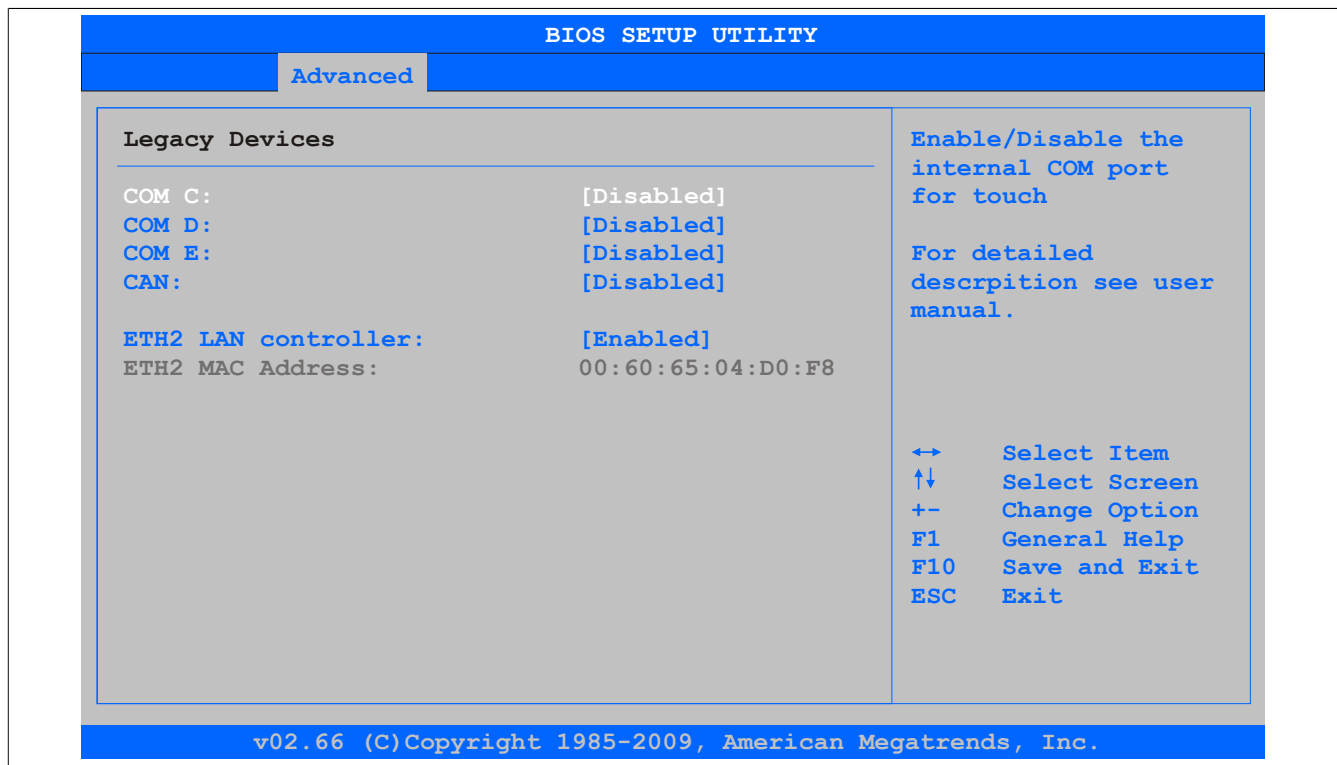 BIOS SETUP UTILITY
Advanced
Legacy Devices
COM C: [Disabled]
COM D: [Disabled]
COM E: [Disabled]
CAN: [Disabled]
ETH2 LAN controller: [Enabled]
ETH2 MAC Address: 00:60:65:04:D0:F8
Enable/Disable the
internal COM port
for touch
For detailed
descrpition see user
manual.
↔ Select Item
↑↓ Select Screen
+- Change Option
F1 General Help
F10 Save and Exit
ESC Exit
v02.66 (C)Copyright 1985-2009, American Megatrends, Inc.